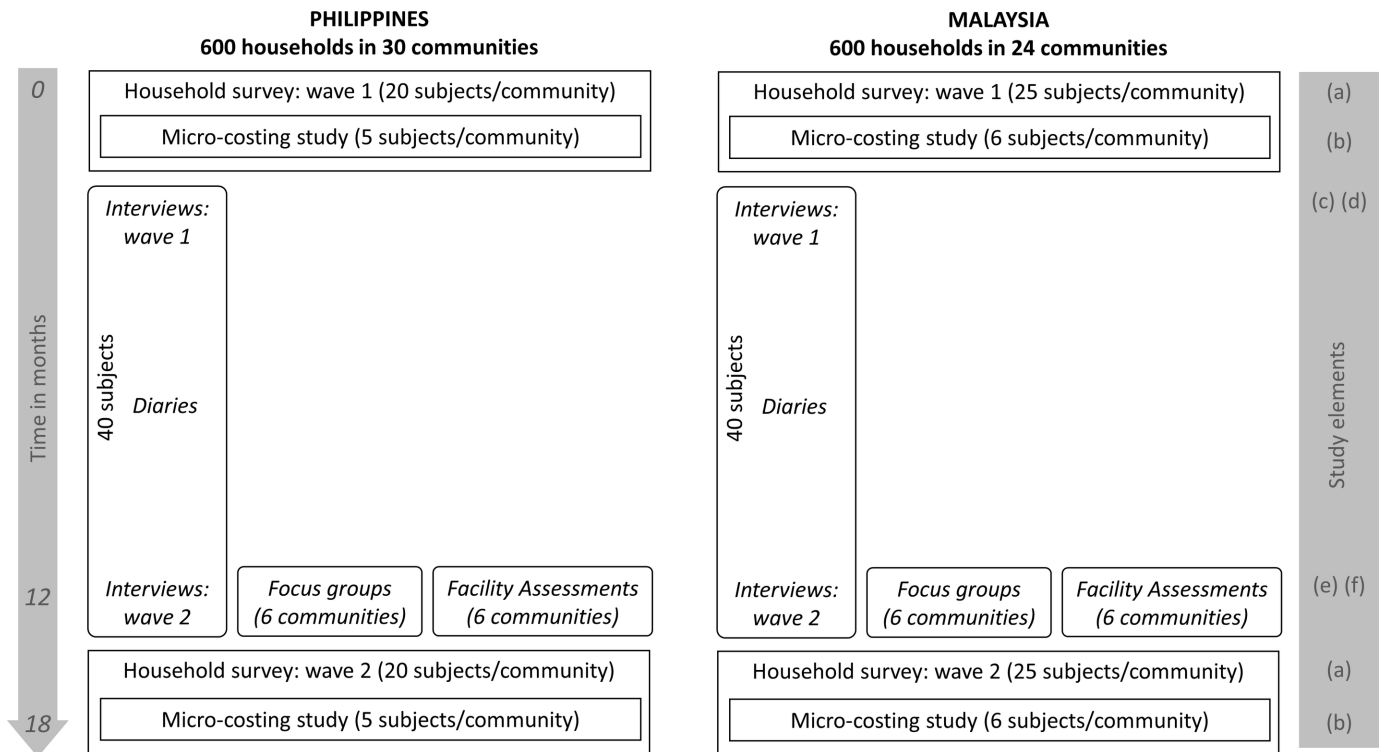 PHILIPPINES
600 households in 30 communities
MALAYSIA
600 households in 24 communities
0
Household survey: wave 1 (20 subjects/community)
Household survey: wave 1 (25 subjects/community)
(a)
Micro-costing study (5 subjects/community)
Micro-costing study (6 subjects/community)
(b)
Interviews:
wave 1
Interviews:
wave 1
(c) (d)
Time in months
40 subjects
Diaries
40 subjects
Diaries
Study elements
12
Interviews:
wave 2
Focus groups
(6 communities)
Facility Assessments
(6 communities)
Interviews:
wave 2
Focus groups
(6 communities)
Facility Assessments
(6 communities)
(e) (f)
Household survey: wave 2 (20 subjects/community)
Household survey: wave 2 (25 subjects/community)
(a)
18
Micro-costing study (5 subjects/community)
Micro-costing study (6 subjects/community)
(b)